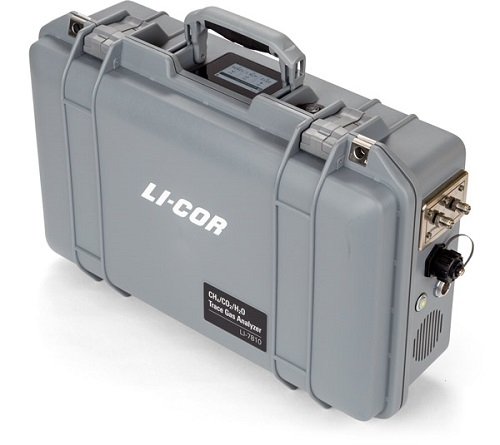 LI-COR
CH₄/CO₂/H₂O
Trace Gas Analyzer
LI-7810